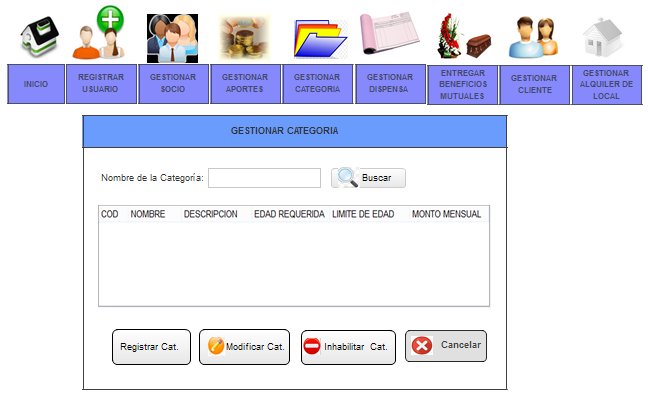 INICIO
REGISTRAR
USUARIO
GESTIONAR
SOCIO
GESTIONAR
APORTES
GESTIONAR
CATEGORIA
GESTIONAR
DISPENSA
ENTREGAR
BENEFICIOS
MUTUALES
GESTIONAR
CLIENTE
GESTIONAR
ALQUILER DE
LOCAL
GESTIONAR CATEGORIA
Nombre de la Categoría:
Buscar
COD NOMBRE DESCRIPCION EDAD REQUERIDA LIMITE DE EDAD MONTO MENSUAL
Registrar Cat.
Modificar Cat.
Inhabilitar Cat.
Cancelar